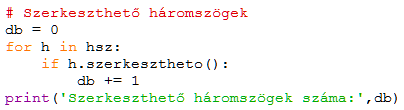 # Szerkeszthető háromszögek
db = 0
for h in hsz:
    if h.szerkesztheto():
        db += 1
print('Szerkeszthető háromszögek száma:',db)